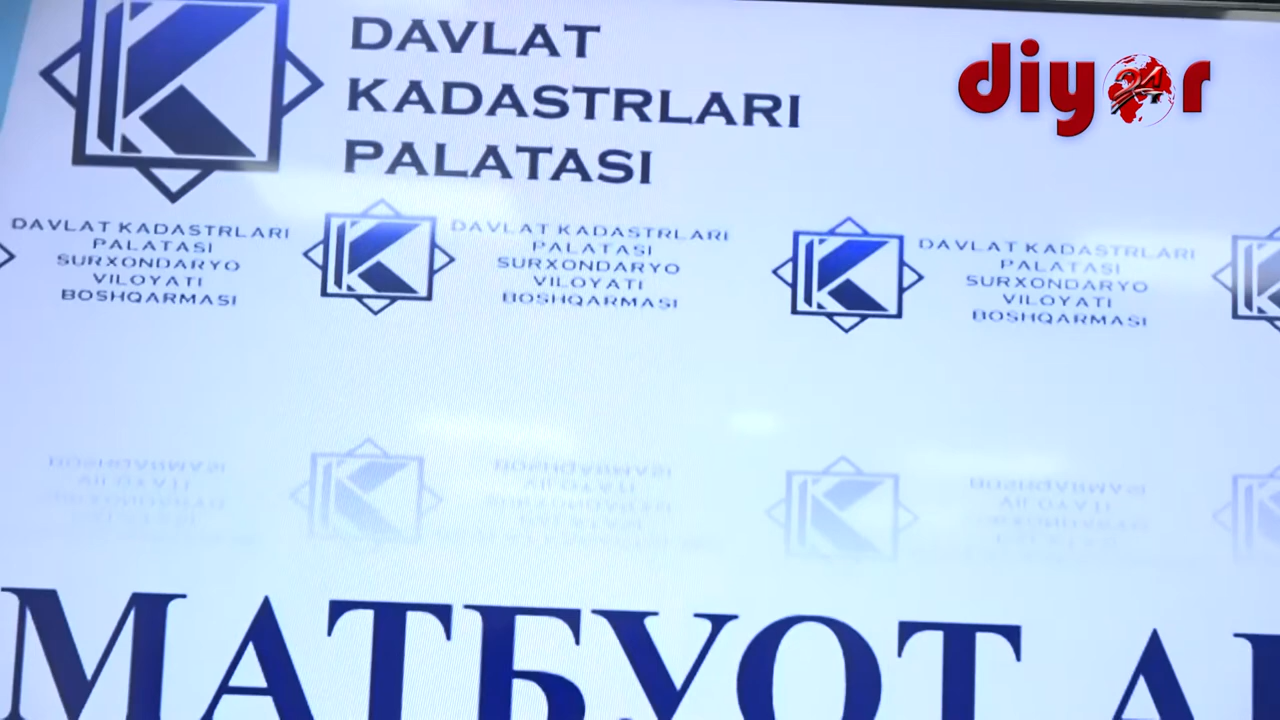 DAVLAT
KADASTRLARI
PALATASI
diyor
24
DAVLAT KADASTRLARI
PALATASI
SURXONDARYO
VILOYATI
BOSHQARMASI
DAVLAT KADASTRLARI
PALATASI
SURXONDARYO
VILOYATI
BOSHQARMASI
DAVLAT KADASTRLARI
PALATASI
SURXONDARYO
VILOYATI
BOSHQARMASI
МАТБУОТ